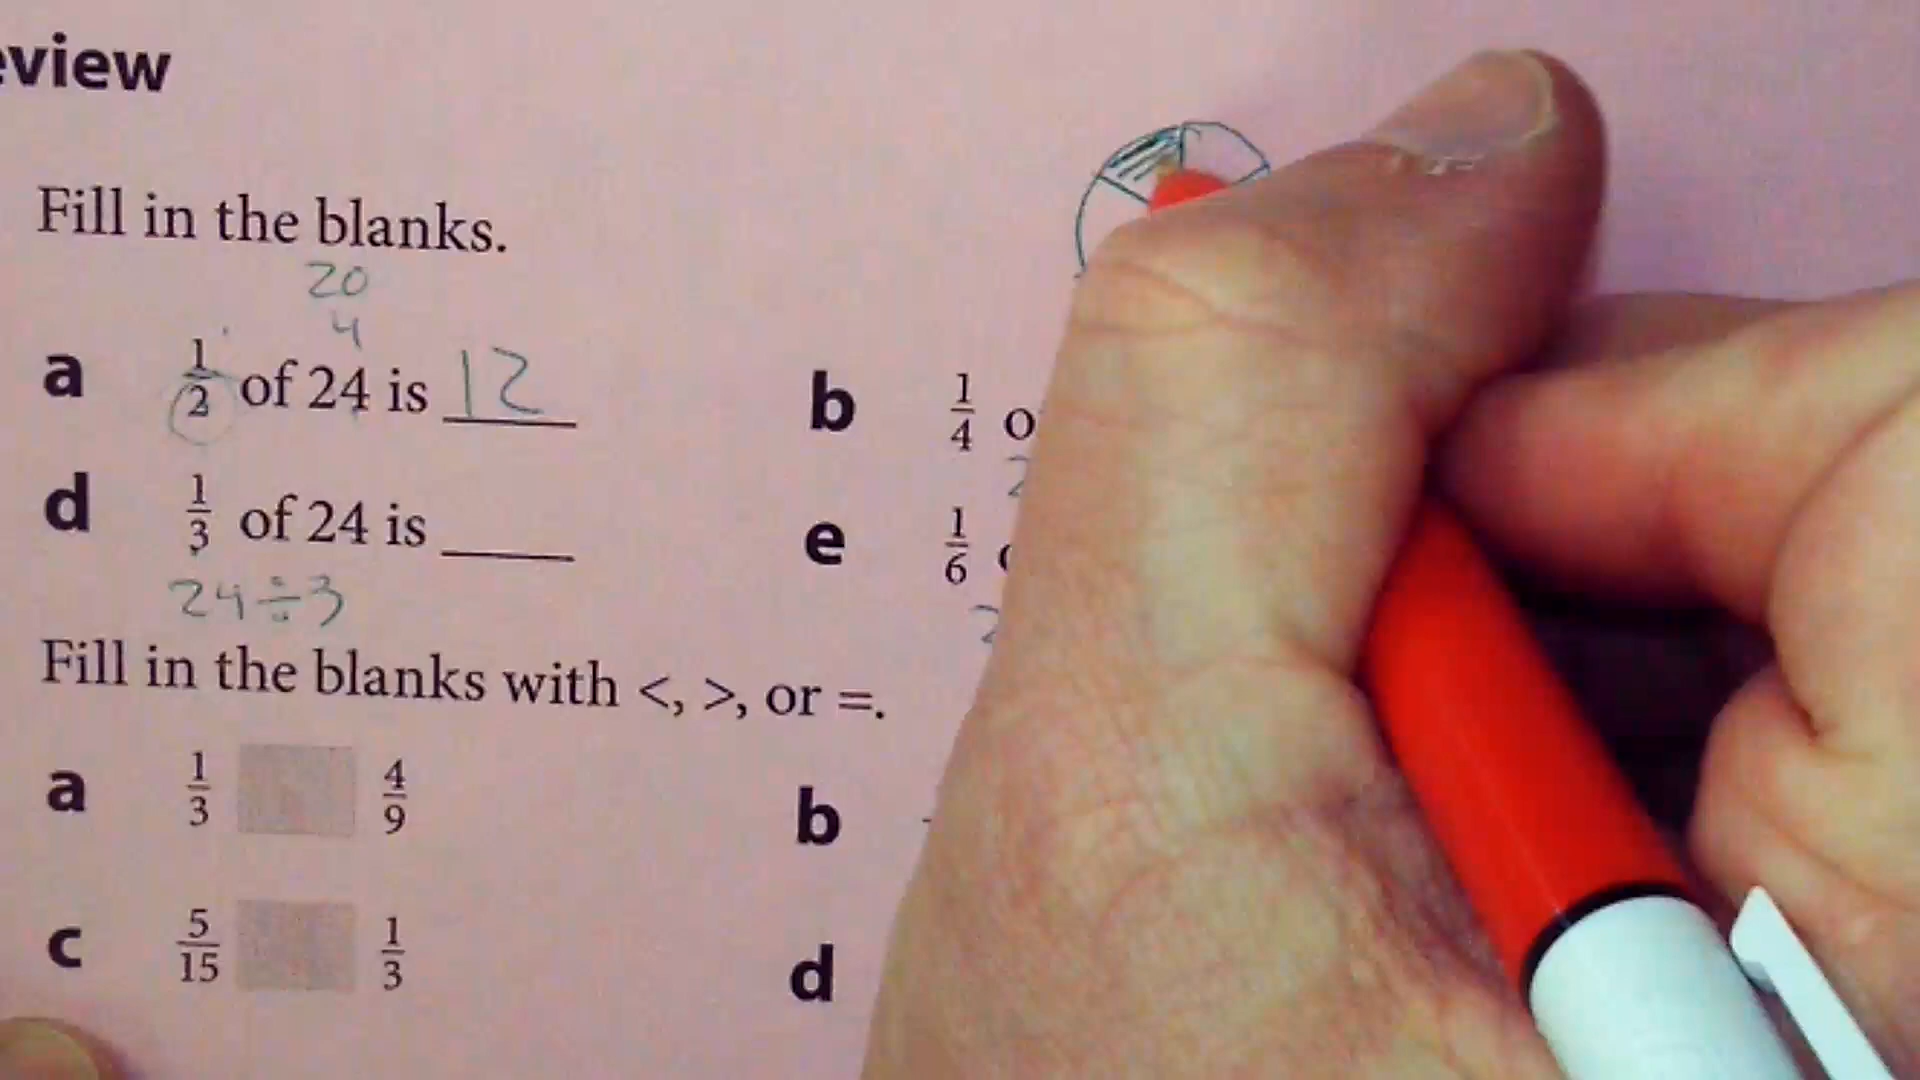 eview
Fill in the blanks.
20
4
a 1/2 of 24 is 12
b 1/4 o
d 1/3 of 24 is ____
e 1/6
24÷3
Fill in the blanks with <, >, or =.
a 1/3 4/9
b
c 5/15 1/3
d